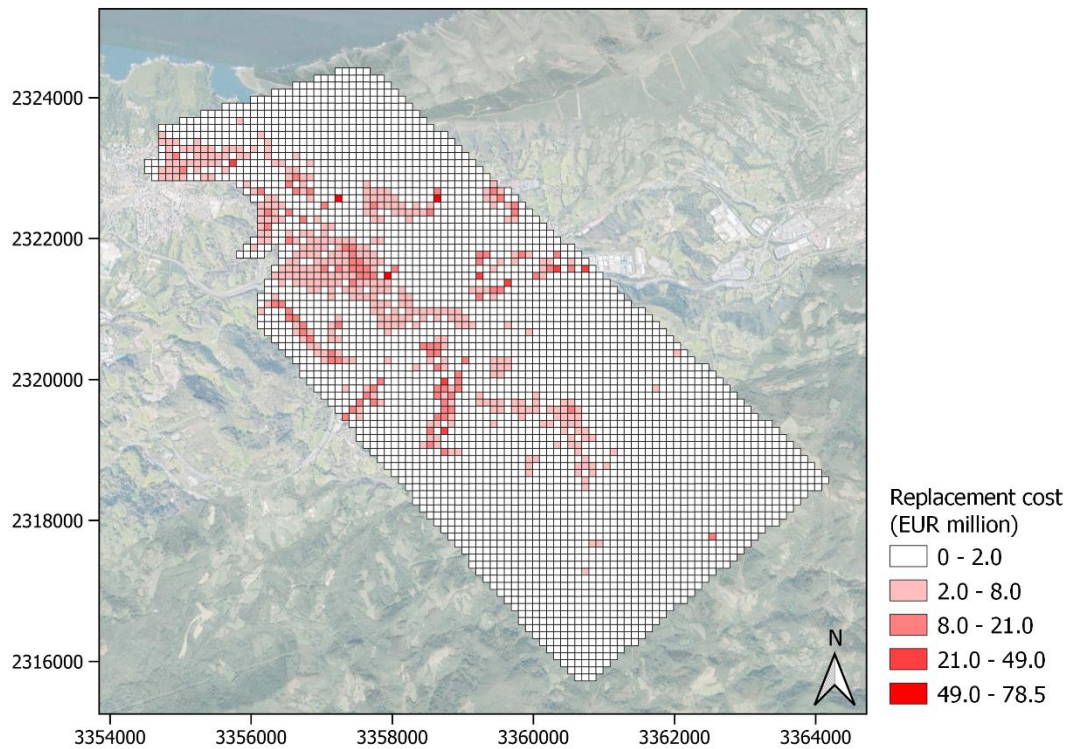 2324000
2322000
2320000
2318000
2316000
3354000 3356000 3358000 3360000 3362000 3364000
N
Replacement cost
(EUR million)
0 - 2.0
2.0 - 8.0
8.0 - 21.0
21.0 - 49.0
49.0 - 78.5